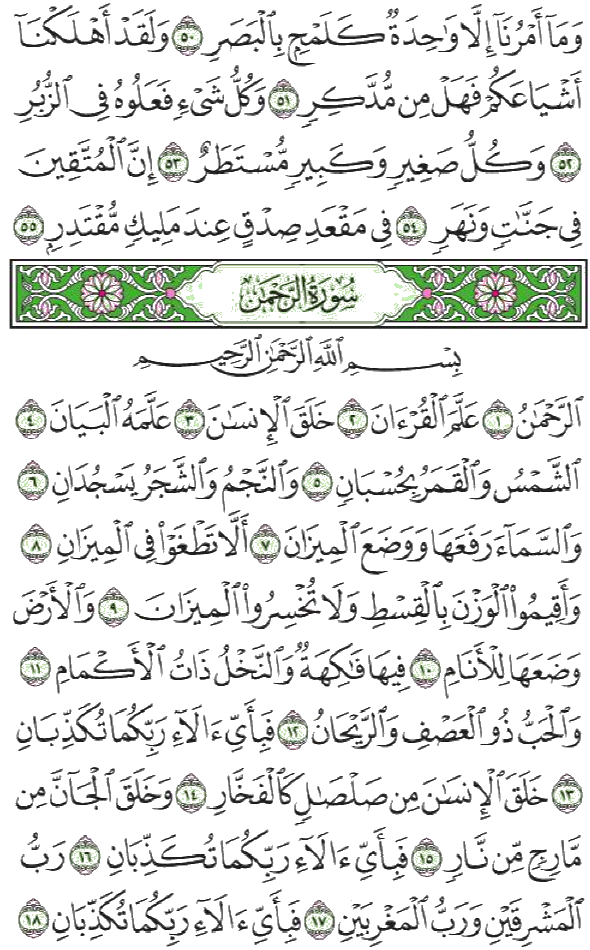 وَمَآ أَمْرُنَآ إِلَّا وَٰحِدَةٌ كَلَمْحٍۭ بِٱلْبَصَرِ ٥٠ وَلَقَدْ أَهْلَكْنَآ
أَشْيَاعَكُمْ فَهَلْ مِن مُّدَّكِرٍ ٥١ وَكُلُّ شَىْءٍ فَعَلُوهُ فِى ٱلزُّبُرِ
٥٢ وَكُلُّ صَغِيرٍ وَكَبِيرٍ مُّسْتَطَرٌ ٥٣ إِنَّ ٱلْمُتَّقِينَ
فِى جَنَّٰتٍ وَنَهَرٍ ٥٤ فِى مَقْعَدِ صِدْقٍ عِندَ مَلِيكٍ مُّقْتَدِرٍۭ ٥٥
سُورَةُ الرَّحْمَٰن
بِسْمِ ٱللَّهِ ٱلرَّحْمَٰنِ ٱلرَّحِيمِ
ٱلرَّحْمَٰنُ ١ عَلَّمَ ٱلْقُرْءَانَ ٢ خَلَقَ ٱلْإِنسَٰنَ ٣ عَلَّمَهُ ٱلْبَيَانَ ٤
ٱلشَّمْسُ وَٱلْقَمَرُ بِحُسْبَانٍ ٥ وَٱلنَّجْمُ وَٱلشَّجَرُ يَسْجُدَانِ ٦
وَٱلسَّمَآءَ رَفَعَهَا وَوَضَعَ ٱلْمِيزَانَ ٧ أَلَّا تَطْغَوْا۟ فِى ٱلْمِيزَانِ ٨
وَأَقِيمُوا۟ ٱلْوَزْنَ بِٱلْقِسْطِ وَلَا تُخْسِرُوا۟ ٱلْمِيزَانَ ٩ وَٱلْأَرْضَ
وَضَعَهَا لِلْأَنَامِ ١٠ فِيهَا فَٰكِهَةٌ وَٱلنَّخْلُ ذَاتُ ٱلْأَكْمَامِ ١١
وَٱلْحَبُّ ذُو ٱلْعَصْفِ وَٱلرَّيْحَانُ ١٢ فَبِأَىِّ ءَالَآءِ رَبِّكُمَا تُكَذِّبَانِ
١٣ خَلَقَ ٱلْإِنسَٰنَ مِن صَلْصَٰلٍ كَٱلْفَخَّارِ ١٤ وَخَلَقَ ٱلْجَآنَّ مِن
مَّارِجٍ مِّن نَّارٍ ١٥ فَبِأَىِّ ءَالَآءِ رَبِّكُمَا تُكَذِّبَانِ ١٦ رَبُّ
ٱلْمَشْرِقَيْنِ وَرَبُّ ٱلْمَغْرِبَيْنِ ١٧ فَبِأَىِّ ءَالَآءِ رَبِّكُمَا تُكَذِّبَانِ ١٨